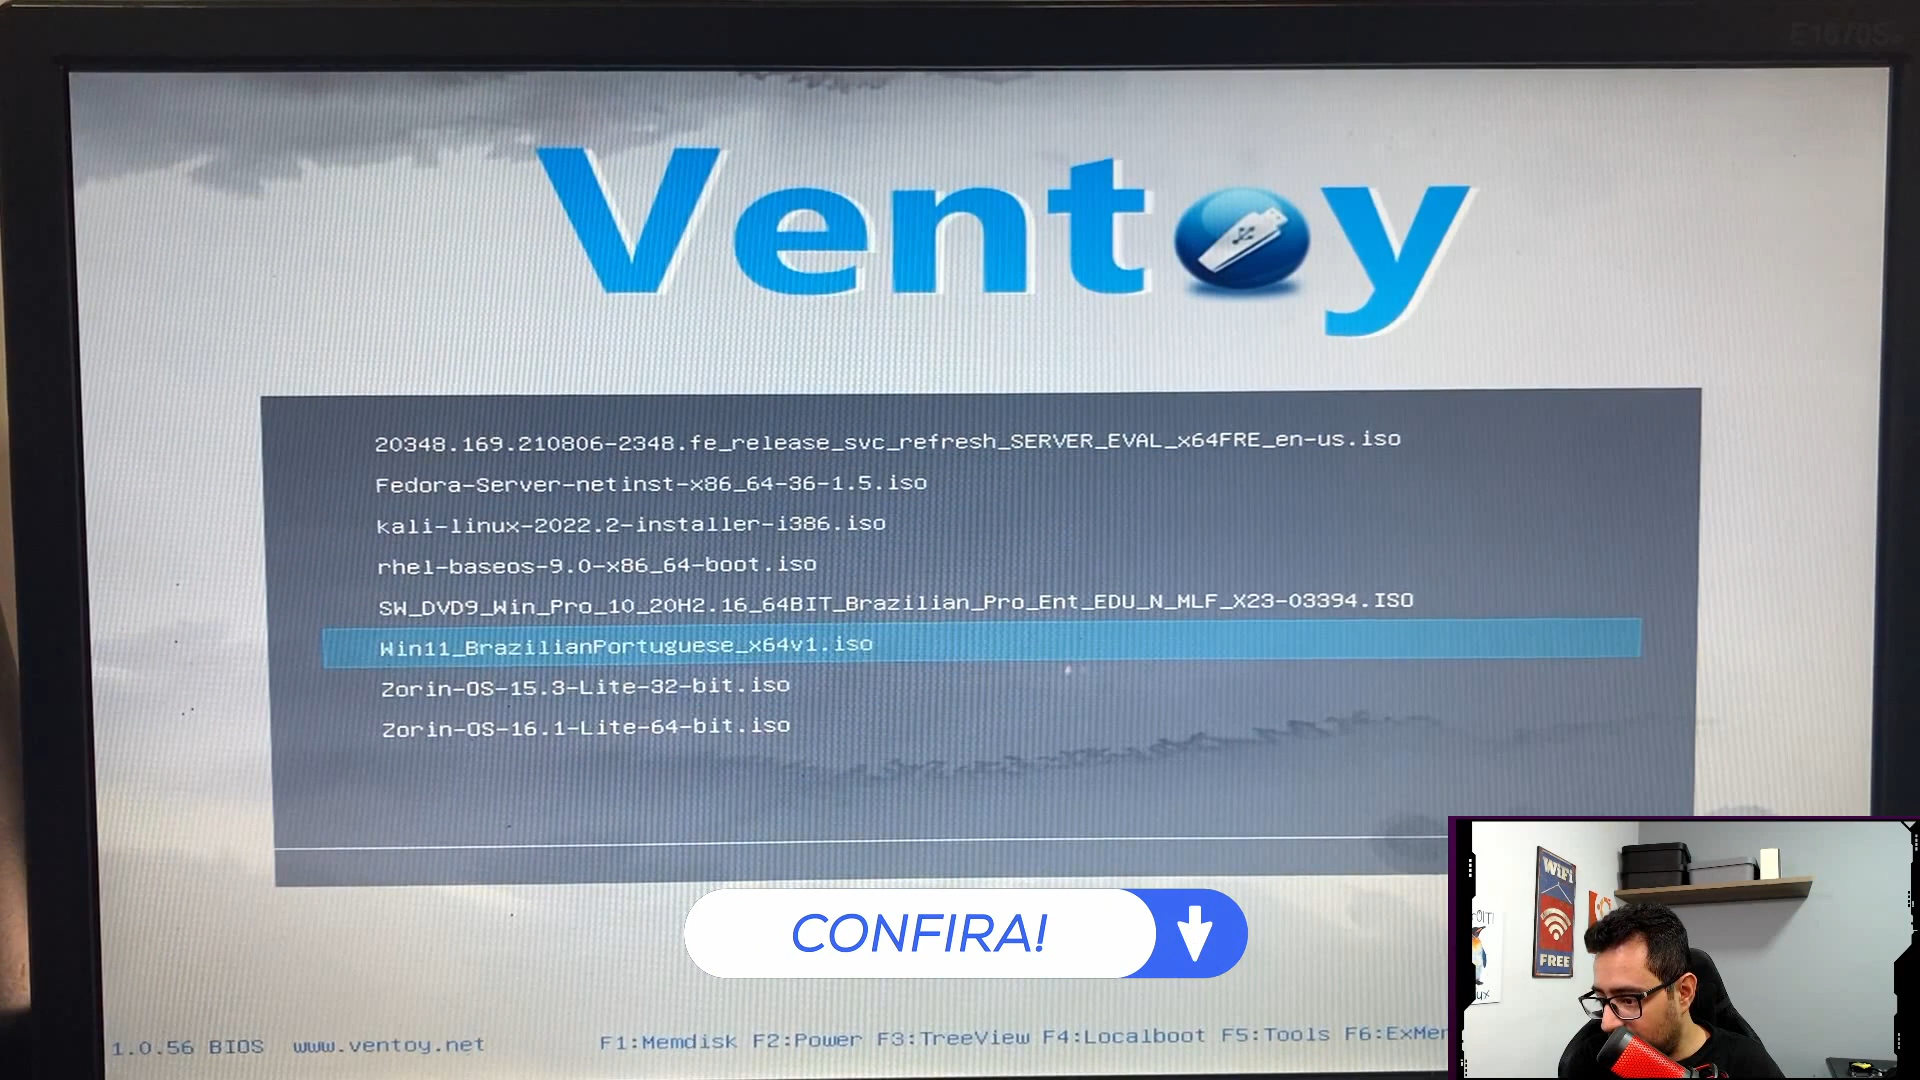 E1670S
Ventoy
20348.169.210806-2348.fe_release_svc_refresh_SERVER_EVAL_x64FRE_en-us.iso
Fedora-Server-netinst-x86_64-36-1.5.iso
kali-linux-2022.2-installer-i386.iso
rhel-baseos-9.0-x86_64-boot.iso
SW_DVD9_Win_Pro_10_20H2.16_64BIT_Brazilian_Pro_Ent_EDU_N_MLF_X23-03394.ISO
Win11_BrazilianPortuguese_x64v1.iso
Zorin-OS-15.3-Lite-32-bit.iso
Zorin-OS-16.1-Lite-64-bit.iso
CONFIRA!
1.0.56 BIOS www.ventoy.net
F1:Memdisk F2:Power F3:TreeView F4:Localboot F5:Tools F6:ExMen
WiFi
FREE